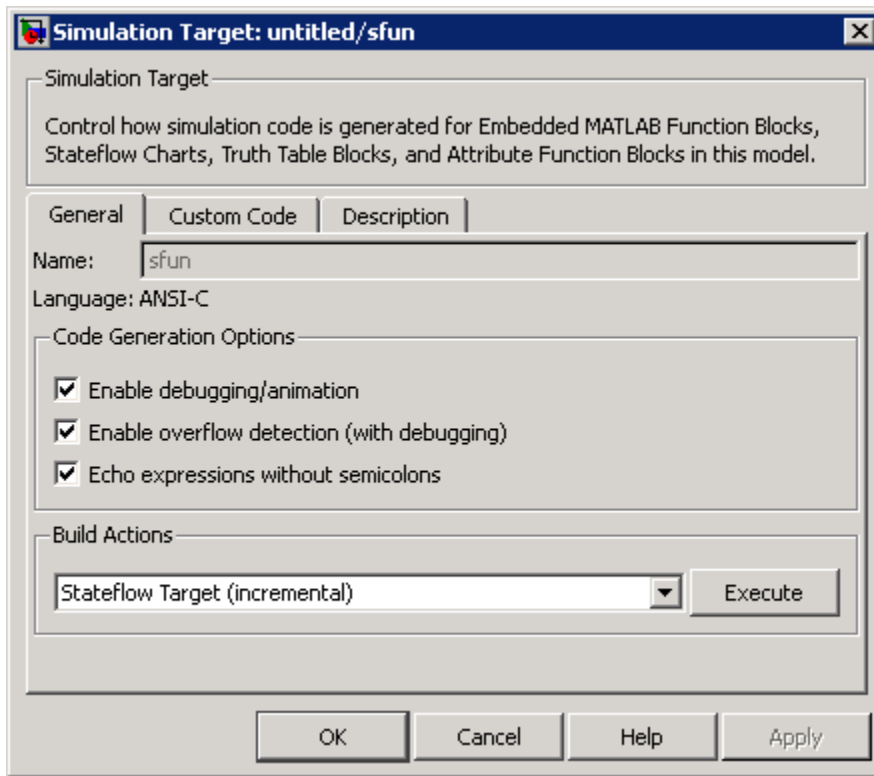 Simulation Target: untitled/sfun
Simulation Target
Control how simulation code is generated for Embedded MATLAB Function Blocks,
Stateflow Charts, Truth Table Blocks, and Attribute Function Blocks in this model.
General Custom Code Description
Name: sfun
Language: ANSI-C
Code Generation Options
Enable debugging/animation
Enable overflow detection (with debugging)
Echo expressions without semicolons
Build Actions
Stateflow Target (incremental) Execute
OK Cancel Help Apply